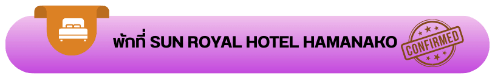 พักที่ SUN ROYAL HOTEL HAMANAKO
CONFIRMED